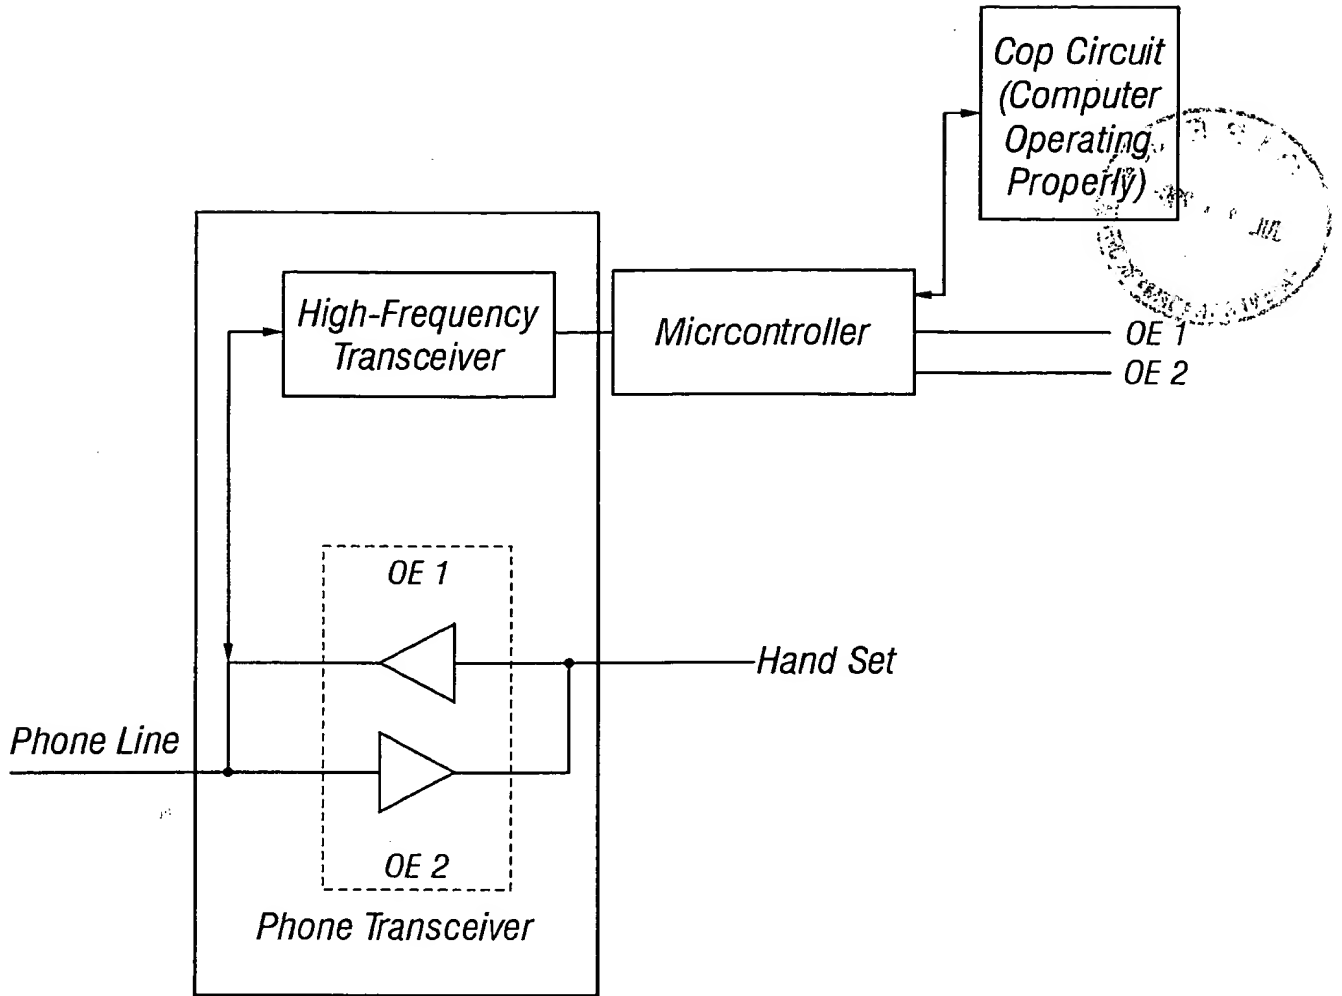 Cop Circuit
(Computer
Operating
Properly)
High-Frequency
Transceiver
Micrcontroller
OE 1
OE 2
OE 1
Hand Set
Phone Line
OE 2
Phone Transceiver